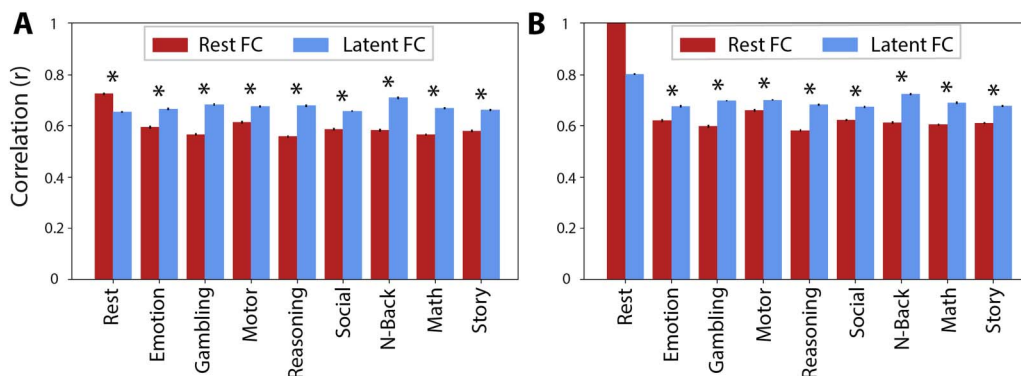 A
B
Rest FC Latent FC
Rest FC Latent FC
Correlation (r)
1
0.8
0.6
0.4
0.2
0
1
0.8
0.6
0.4
0.2
0
* * * * * * * * *
* * * * * * * *
Rest
Emotion
Gambling
Motor
Reasoning
Social
N-Back
Math
Story
Rest
Emotion
Gambling
Motor
Reasoning
Social
N-Back
Math
Story